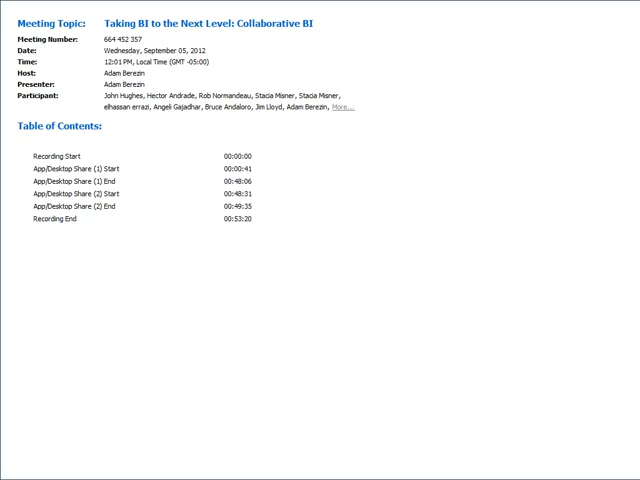 Meeting Topic: Taking BI to the Next Level: Collaborative BI
Meeting Number: 664 452 357
Date: Wednesday, September 05, 2012
Time: 12:01 PM, Local Time (GMT -05:00)
Host: Adam Berezin
Presenter: Adam Berezin
Participant: John Hughes, Hector Andrade, Rob Normandeau, Stacia Misner, Stacia Misner,
elhassan errazi, Angeli Gajadhar, Bruce Andaloro, Jim Lloyd, Adam Berezin, More...
Table of Contents:
Recording Start 00:00:00
App/Desktop Share (1) Start 00:00:41
App/Desktop Share (1) End 00:48:06
App/Desktop Share (2) Start 00:48:31
App/Desktop Share (2) End 00:49:35
Recording End 00:53:20